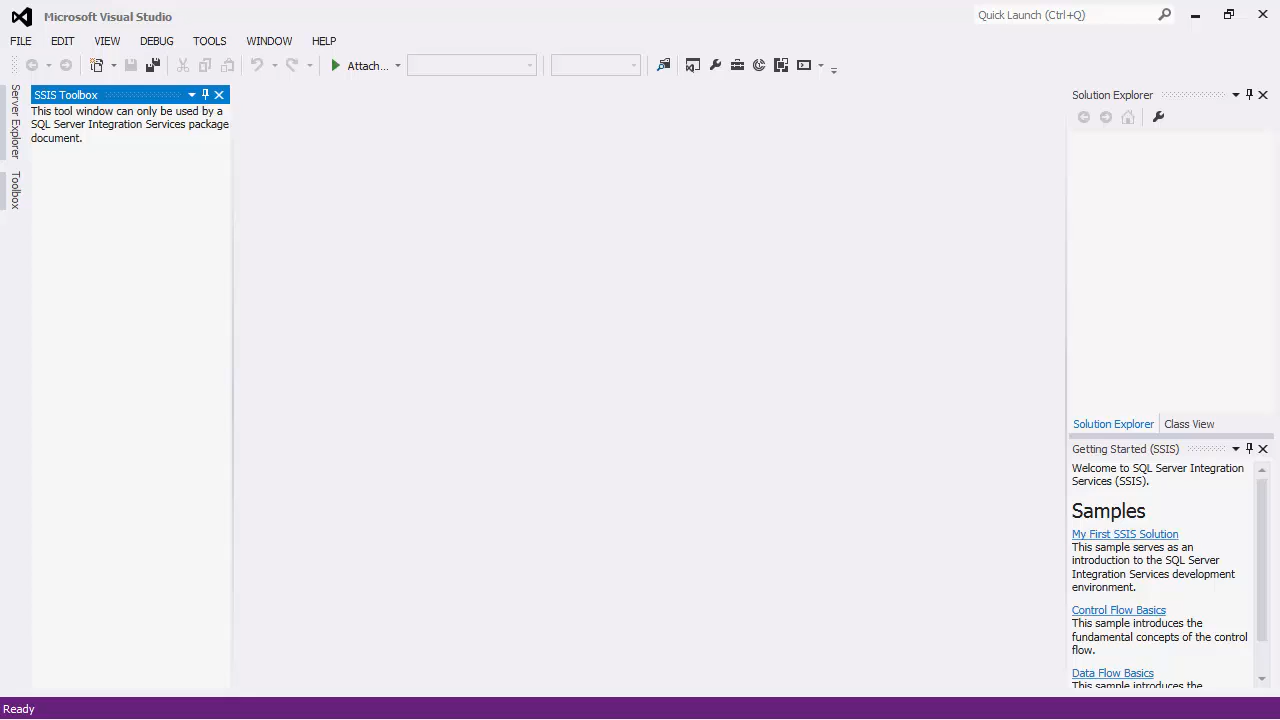 Microsoft Visual Studio
Quick Launch (Ctrl+Q)
FILE EDIT VIEW DEBUG TOOLS WINDOW HELP
Attach...
Server Explorer
Toolbox
SSIS Toolbox
This tool window can only be used by a
SQL Server Integration Services package
document.
Solution Explorer
Solution Explorer Class View
Getting Started (SSIS)
Welcome to SQL Server Integration
Services (SSIS).
Samples
My First SSIS Solution
This sample serves as an
introduction to the SQL Server
Integration Services development
environment.
Control Flow Basics
This sample introduces the
fundamental concepts of the control
flow.
Data Flow Basics
This sample introduces the
Ready